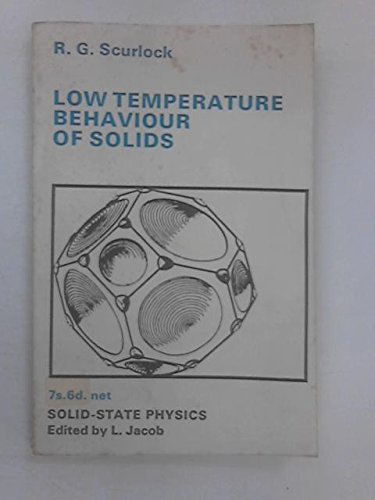 R. G. Scurlock
LOW TEMPERATURE
BEHAVIOUR
OF SOLIDS
7s.6d. net
SOLID-STATE PHYSICS
Edited by L. Jacob